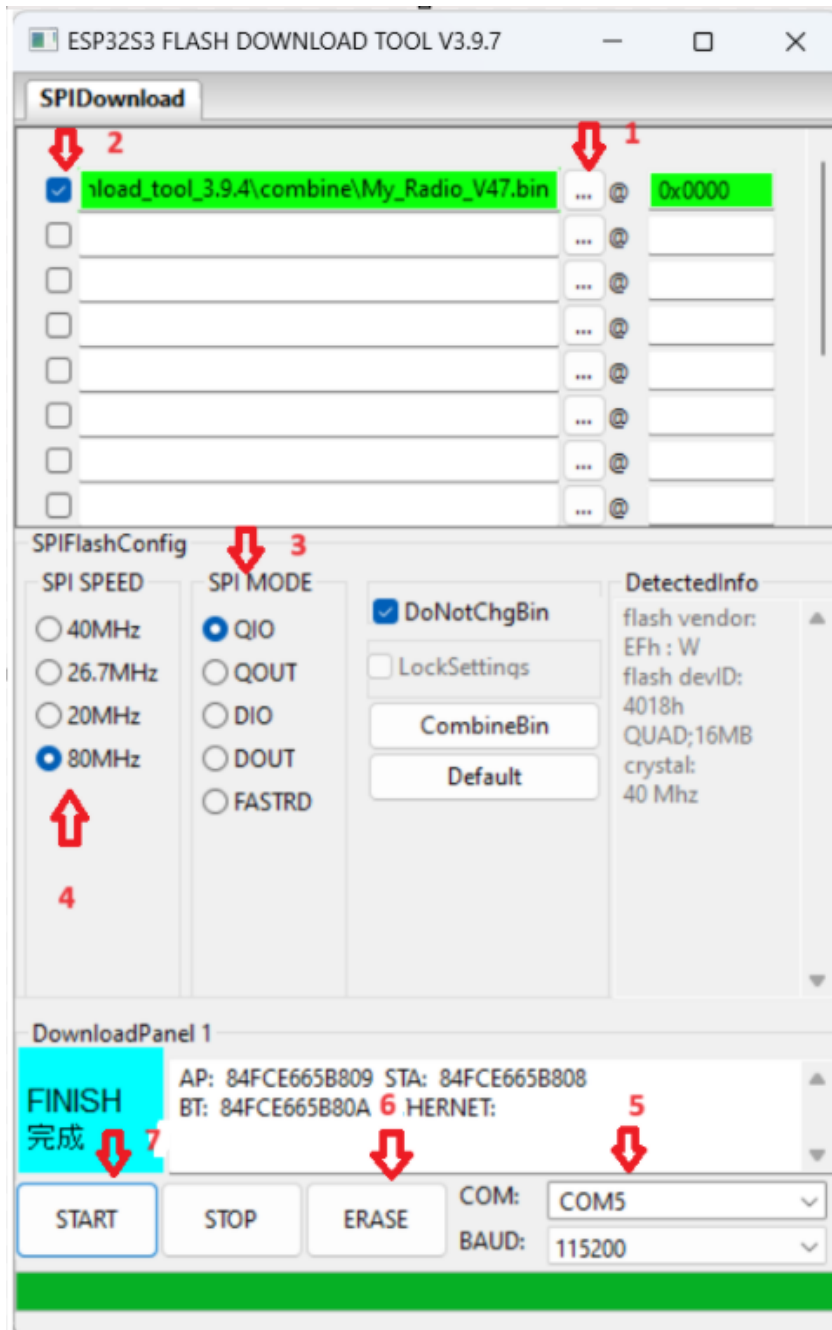 ESP32S3 FLASH DOWNLOAD TOOL V3.9.7
SPIDownload
2 1
nload_tool_3.9.4\combine\My_Radio_V47.bin ... @ 0x0000
... @
... @
... @
... @
... @
... @
... @
SPIFlashConfig
3
SPI SPEED SPI MODE DetectedInfo
40MHz QIO DoNotChgBin flash vendor:
EFh : W
26.7MHz QOUT LockSettings flash devID:
20MHz DIO CombineBin 4018h
QUAD;16MB
80MHz DOUT Default crystal:
FASTRD 40 Mhz
4
DownloadPanel 1
FINISH AP: 84FCE665B809 STA: 84FCE665B808
BT: 84FCE665B80A 6 HERNET: 5
完成 7
START STOP ERASE COM: COM5
BAUD: 115200